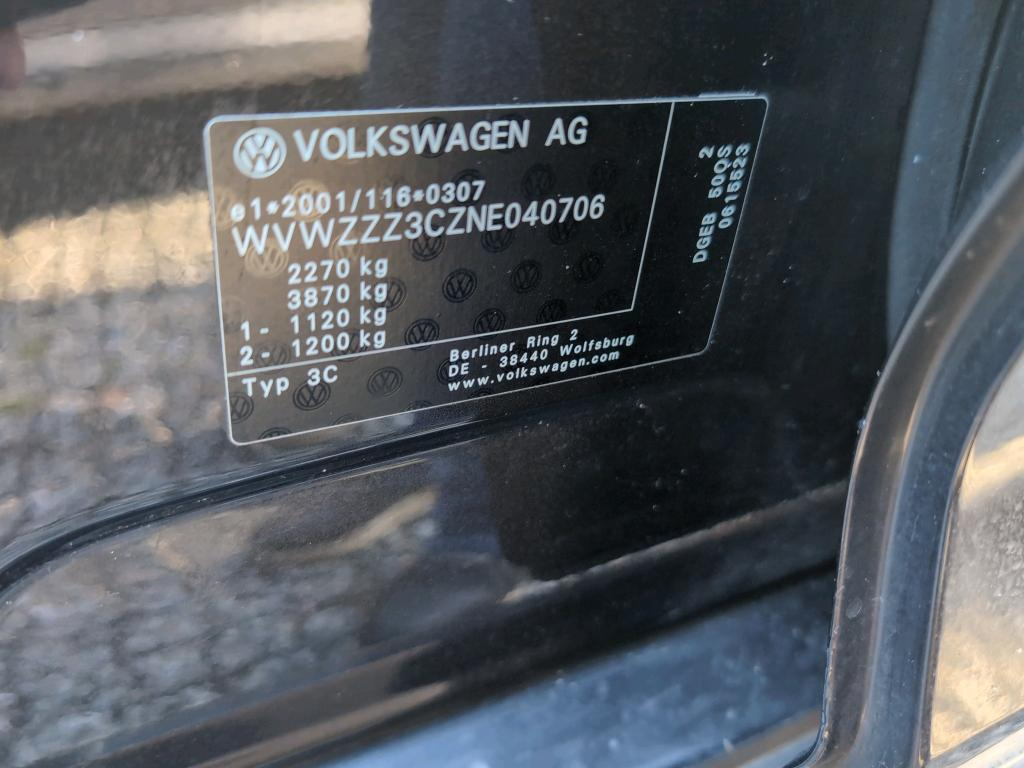 VOLKSWAGEN AG
e1*2001/116*0307
WVWZZZ3CZNE040706
2270 kg
3870 kg
1 - 1120 kg
2 - 1200 kg
Typ 3C
Berliner Ring 2
DE - 38440 Wolfsburg
www.volkswagen.com
DGEB 50QS 2
0615523